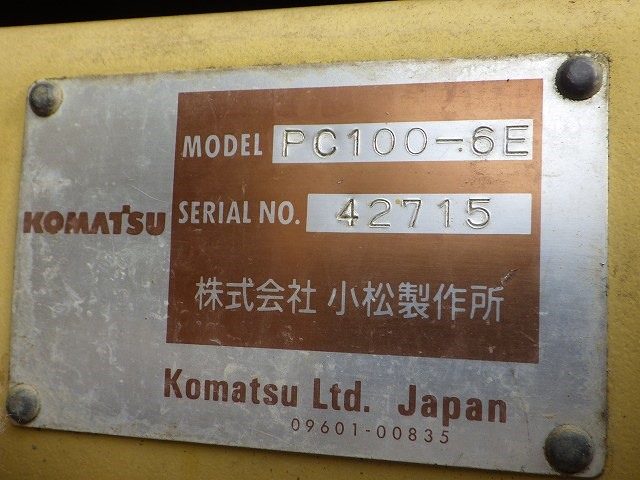 MODEL PC100-6E
KOMATSU
SERIAL NO. 42715
株式会社 小松製作所
Komatsu Ltd. Japan
09601-00835